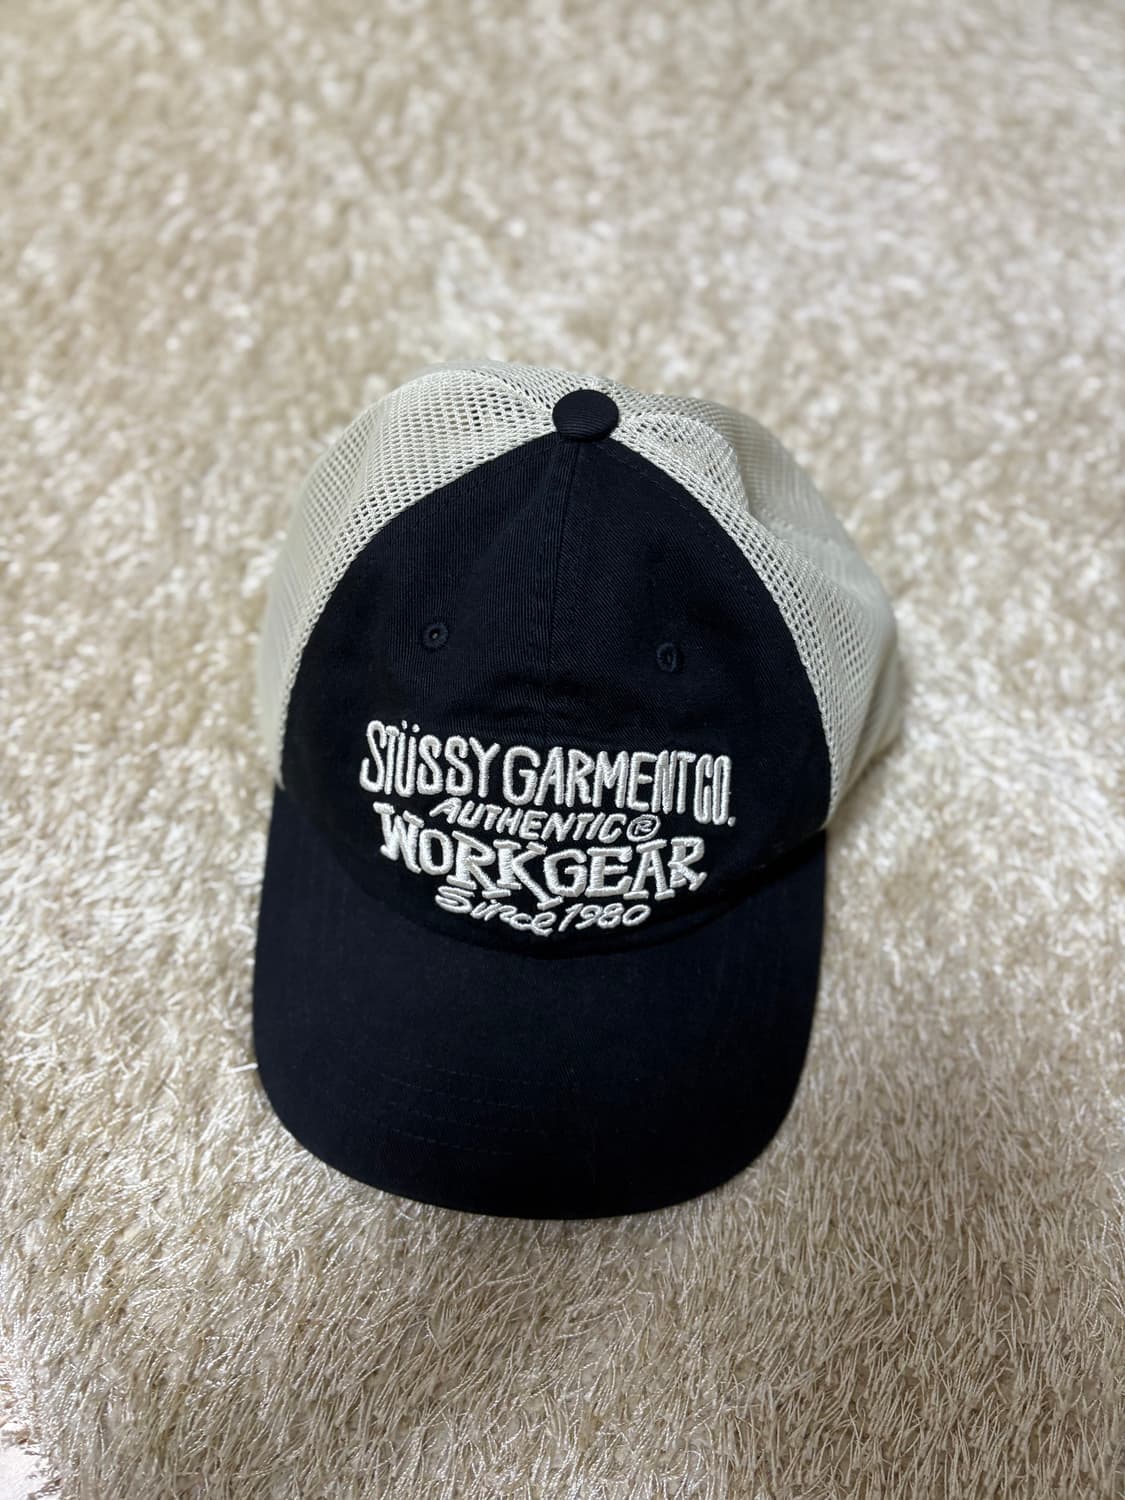 STÜSSY GARMENT CO.
AUTHENTIC®
WORKGEAR
Since 1980